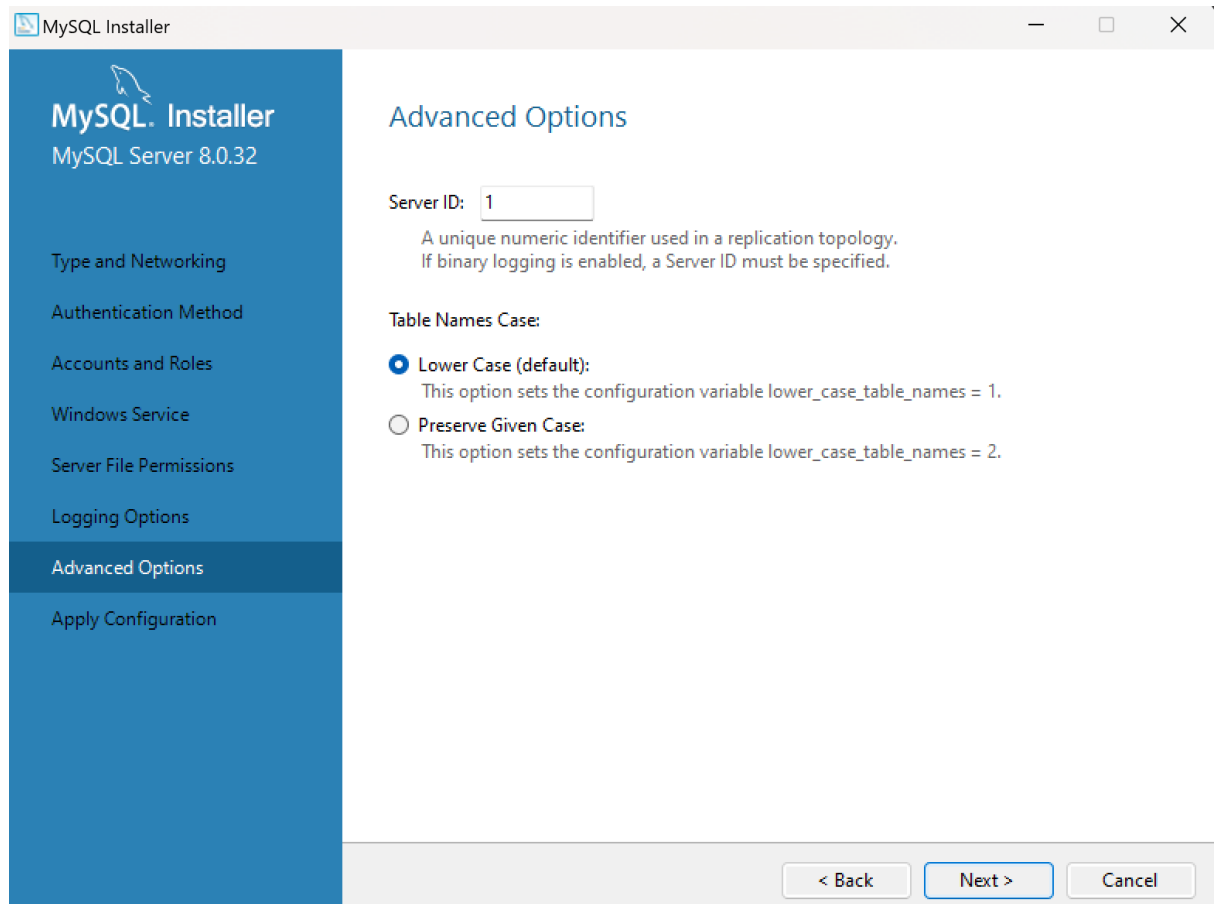 MySQL Installer
MySQL. Installer
MySQL Server 8.0.32
Type and Networking
Authentication Method
Accounts and Roles
Windows Service
Server File Permissions
Logging Options
Advanced Options
Apply Configuration
Advanced Options
Server ID: 1
A unique numeric identifier used in a replication topology.
If binary logging is enabled, a Server ID must be specified.
Table Names Case:
Lower Case (default):
This option sets the configuration variable lower_case_table_names = 1.
Preserve Given Case:
This option sets the configuration variable lower_case_table_names = 2.
< Back Next > Cancel